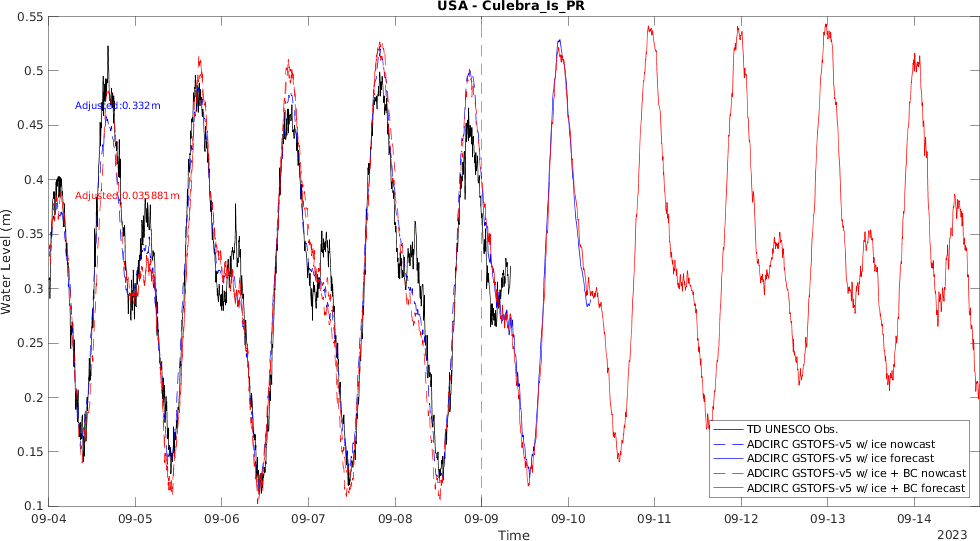 USA - Culebra_Is_PR
0.55
0.5
0.45
0.4
0.35
0.3
0.25
0.2
0.15
0.1
Water Level (m)
Adjusted:0.332m
Adjusted:0.035881m
TD UNESCO Obs.
ADCIRC GSTOFS-v5 w/ ice nowcast
ADCIRC GSTOFS-v5 w/ ice forecast
ADCIRC GSTOFS-v5 w/ ice + BC nowcast
ADCIRC GSTOFS-v5 w/ ice + BC forecast
09-04 09-05 09-06 09-07 09-08 09-09 09-10 09-11 09-12 09-13 09-14
Time
2023